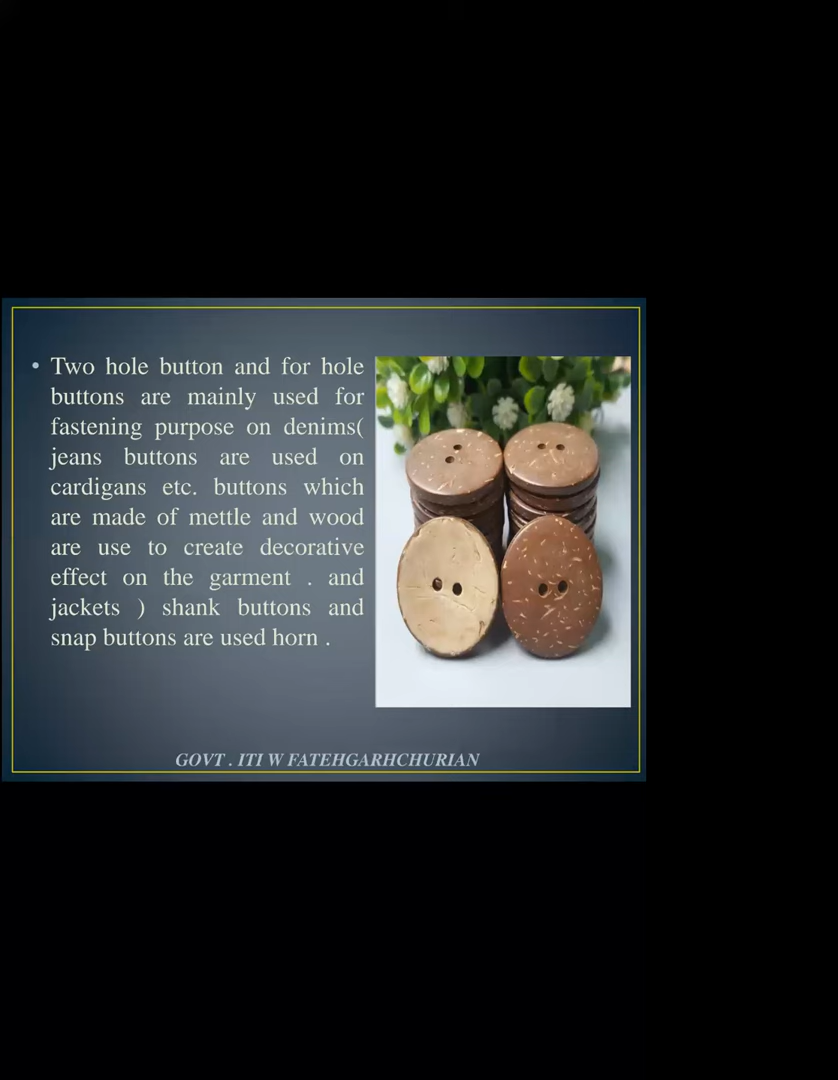 • Two hole button and for hole
buttons are mainly used for
fastening purpose on denims(
jeans buttons are used on
cardigans etc. buttons which
are made of mettle and wood
are use to create decorative
effect on the garment . and
jackets ) shank buttons and
snap buttons are used horn .
GOVT . ITI W FATEHGARHCHURIAN